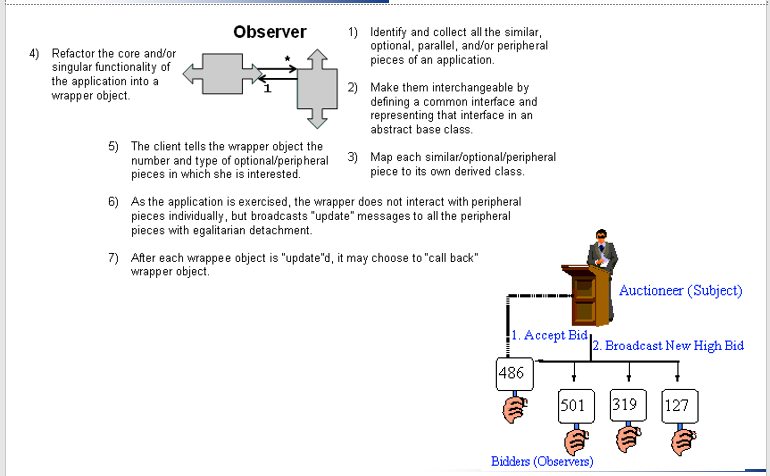 Observer
*
1
1) Identify and collect all the similar,
optional, parallel, and/or peripheral
pieces of an application.
2) Make them interchangeable by
defining a common interface and
representing that interface in an
abstract base class.
3) Map each similar/optional/peripheral
piece to its own derived class.
4) Refactor the core and/or
singular functionality of
the application into a
wrapper object.
5) The client tells the wrapper object the
number and type of optional/peripheral
pieces in which she is interested.
6) As the application is exercised, the wrapper does not interact with peripheral
pieces individually, but broadcasts "update" messages to all the peripheral
pieces with egalitarian detachment.
7) After each wrappee object is "update"d, it may choose to "call back"
wrapper object.
Auctioneer (Subject)
1. Accept Bid
2. Broadcast New High Bid
486
501
319
127
Bidders (Observers)